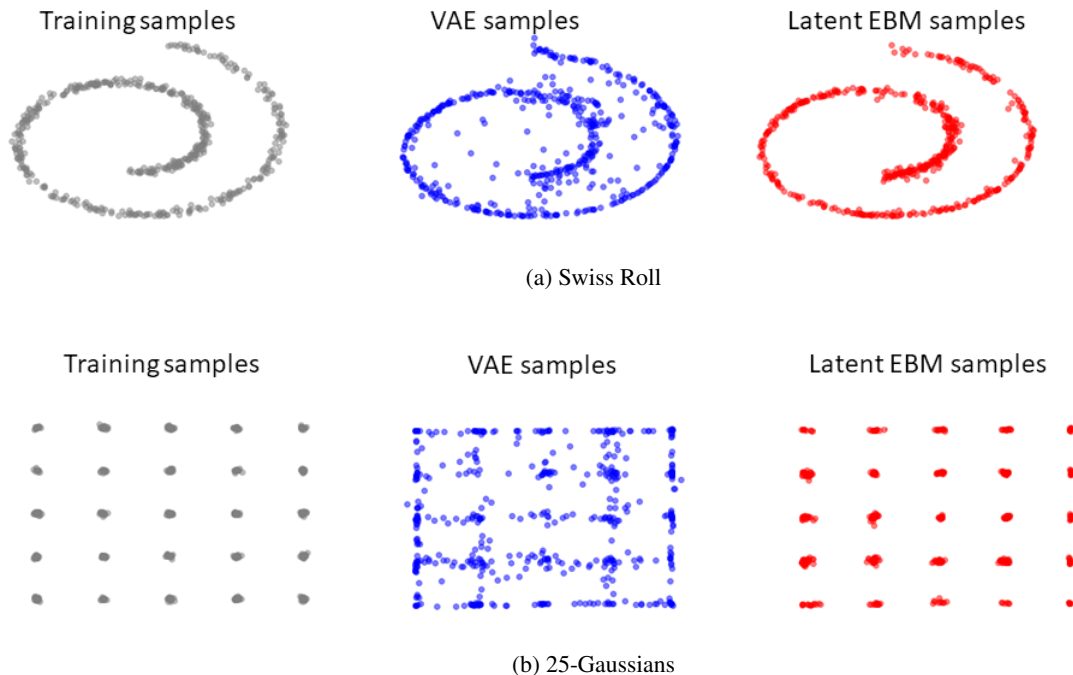 Training samples
VAE samples
Latent EBM samples
(a) Swiss Roll
Training samples
VAE samples
Latent EBM samples
(b) 25-Gaussians